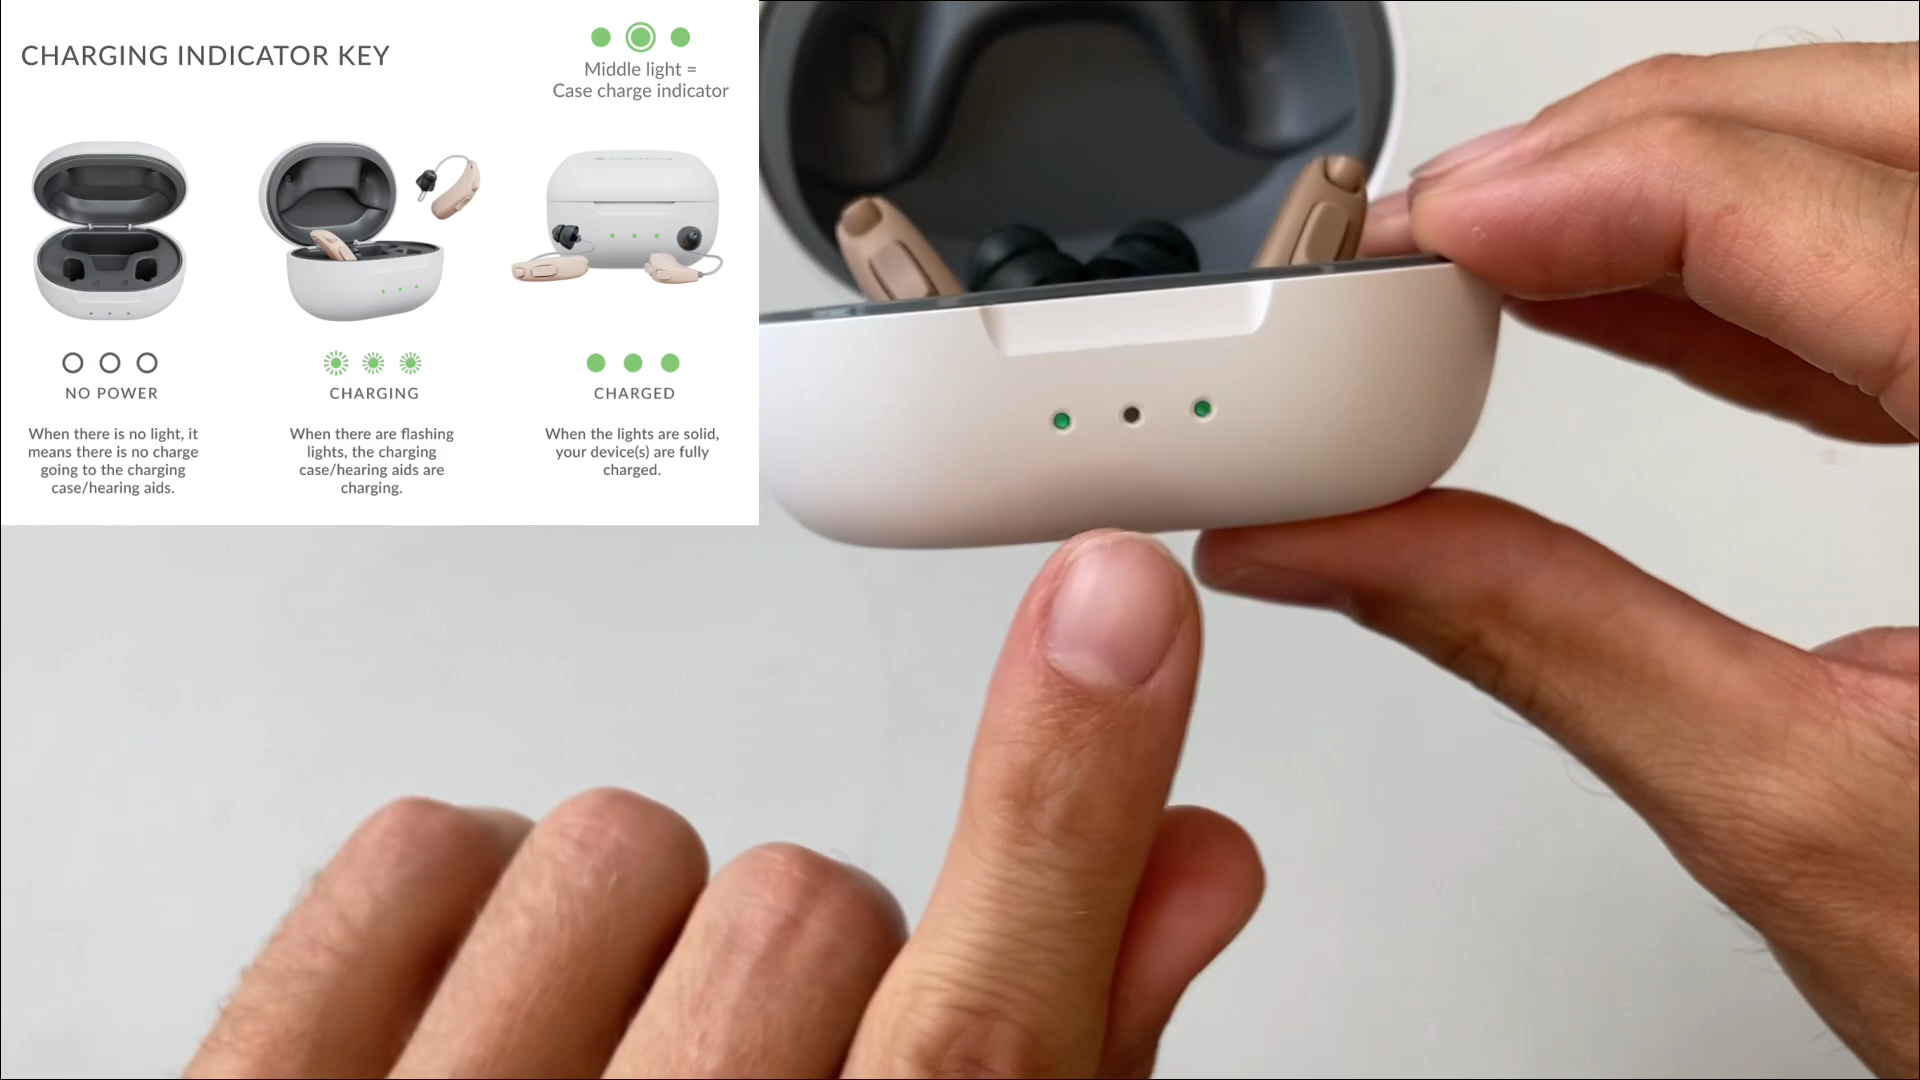 CHARGING INDICATOR KEY
Middle light =
Case charge indicator
NO POWER
When there is no light, it
means there is no charge
going to the charging
case/hearing aids.
CHARGING
When there are flashing
lights, the charging
case/hearing aids are
charging.
CHARGED
When the lights are solid,
your device(s) are fully
charged.